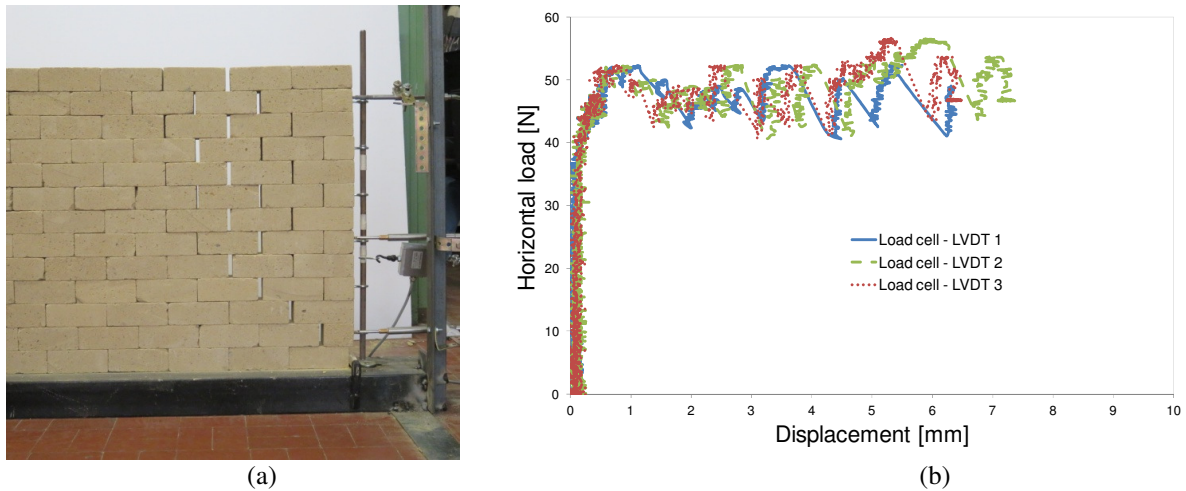 60
50
40
30
20
10
0
Horizontal load [N]
Load cell - LVDT 1
Load cell - LVDT 2
Load cell - LVDT 3
0 1 2 3 4 5 6 7 8 9 10
Displacement [mm]
(a)
(b)